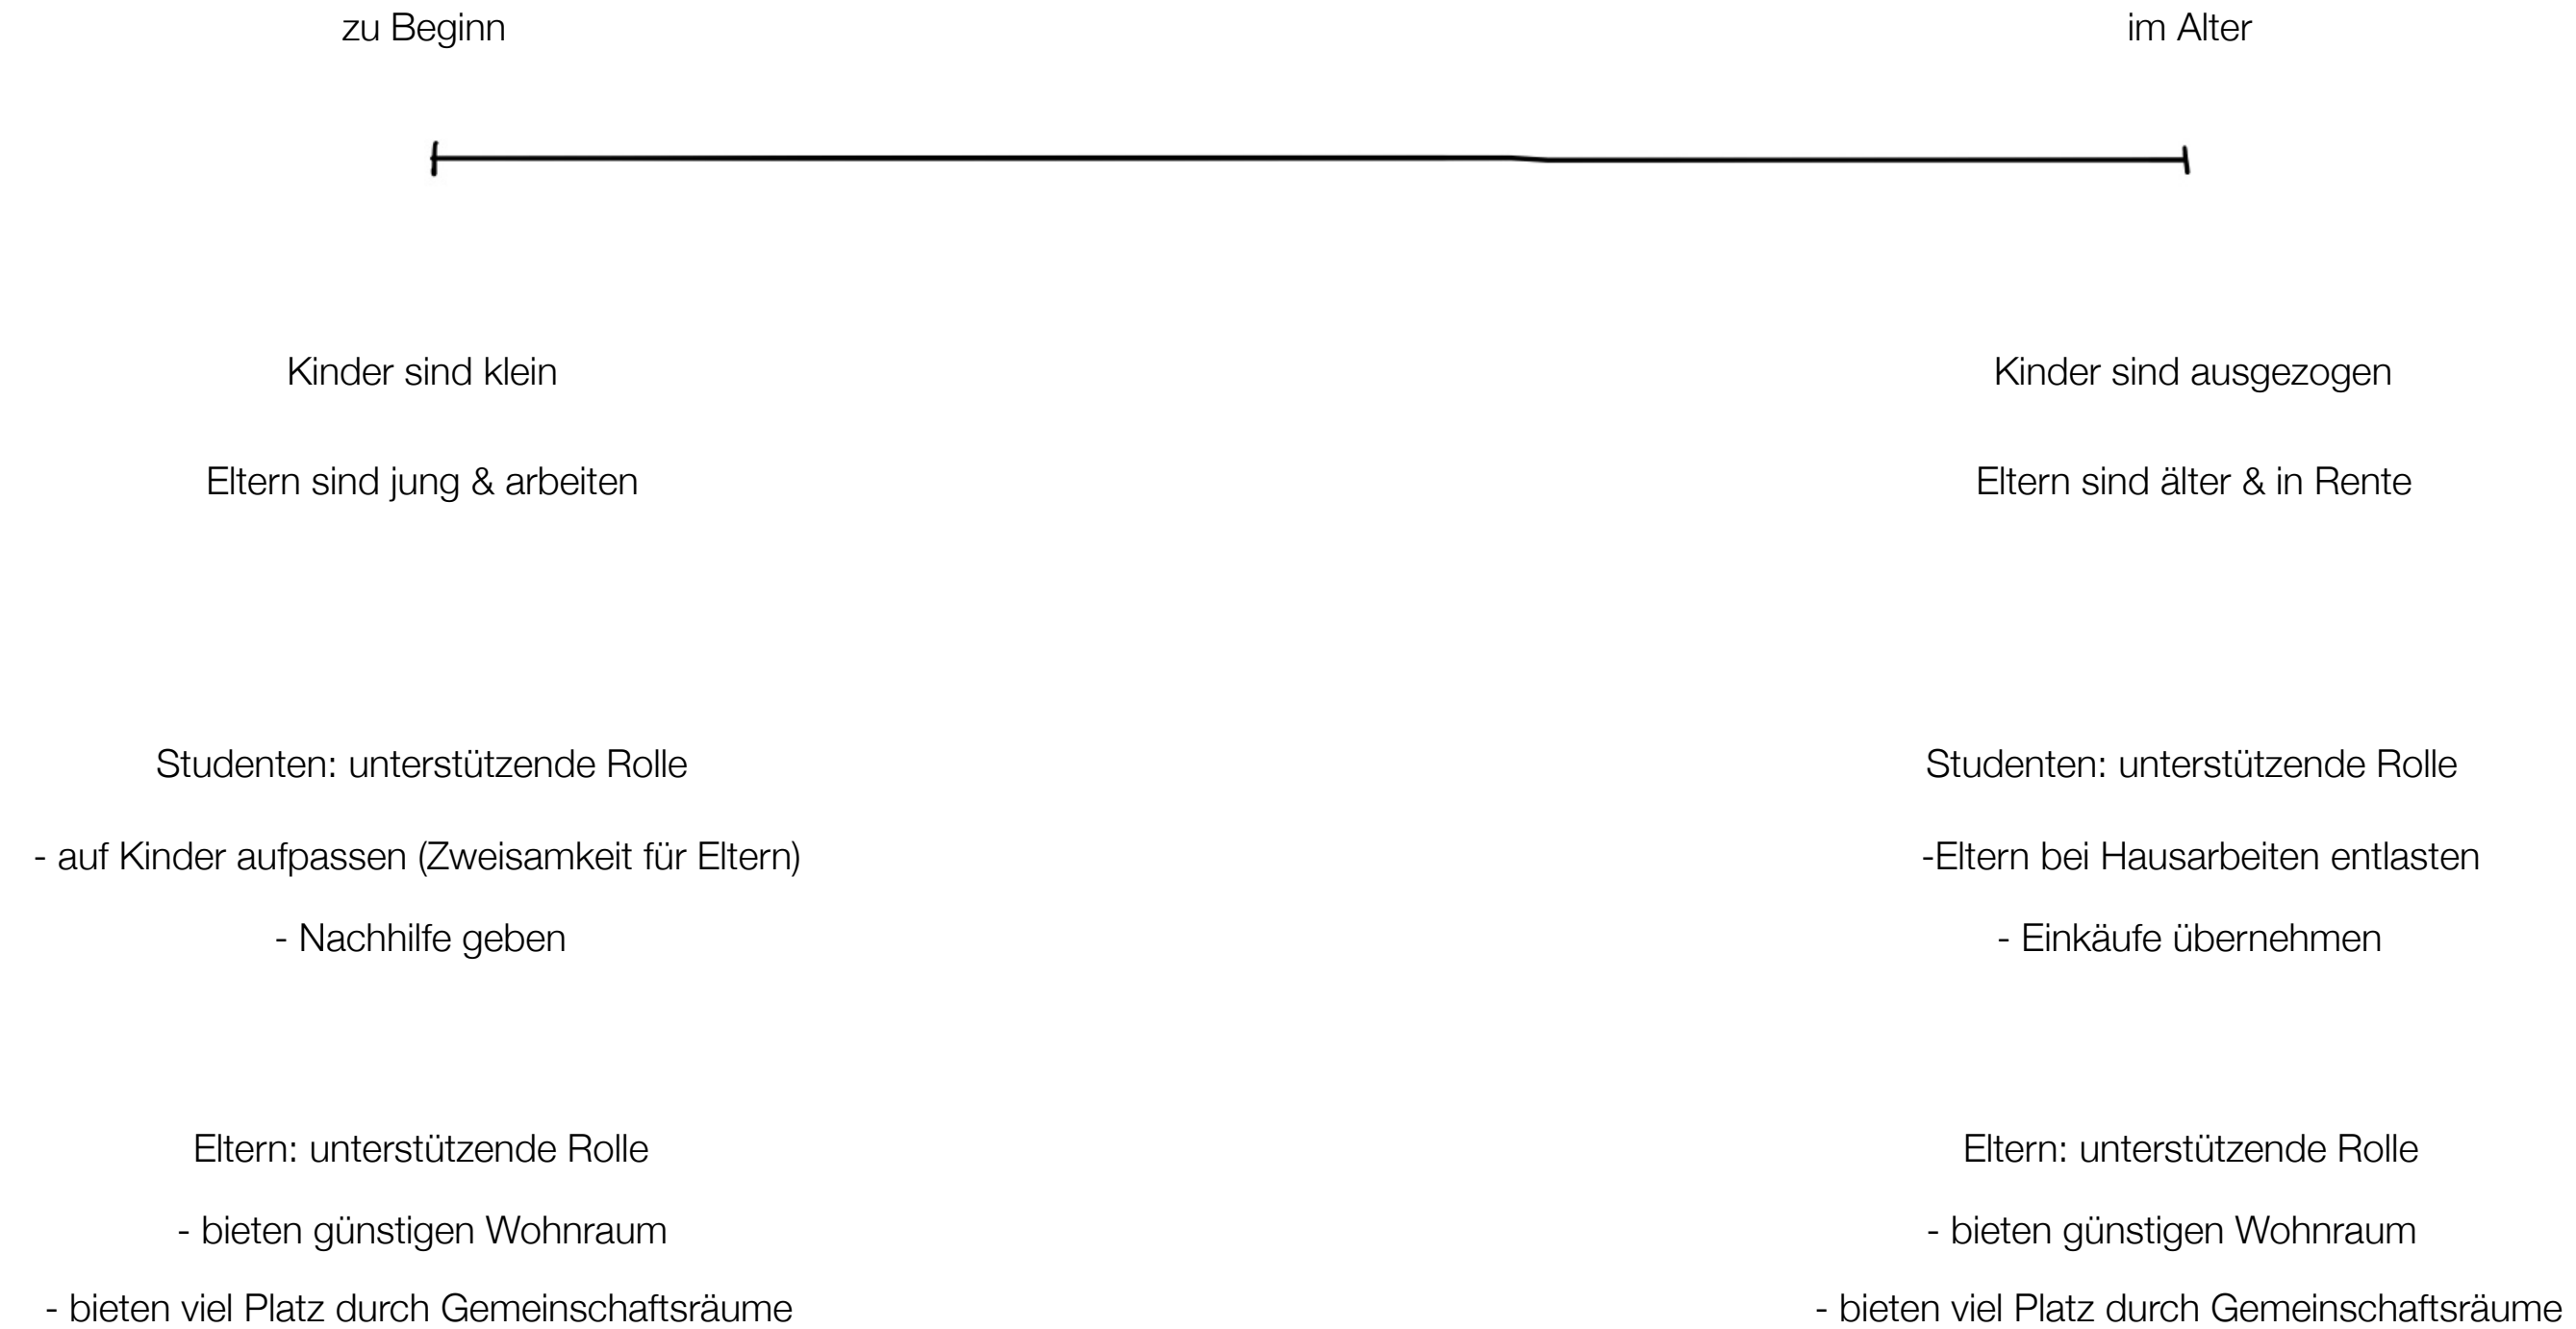 zu Beginn
im Alter
Kinder sind klein
Kinder sind ausgezogen
Eltern sind jung & arbeiten
Eltern sind älter & in Rente
Studenten: unterstützende Rolle
- auf Kinder aufpassen (Zweisamkeit für Eltern)
- Nachhilfe geben
Studenten: unterstützende Rolle
-Eltern bei Hausarbeiten entlasten
- Einkäufe übernehmen
Eltern: unterstützende Rolle
- bieten günstigen Wohnraum
- bieten viel Platz durch Gemeinschaftsräume
Eltern: unterstützende Rolle
- bieten günstigen Wohnraum
- bieten viel Platz durch Gemeinschaftsräume